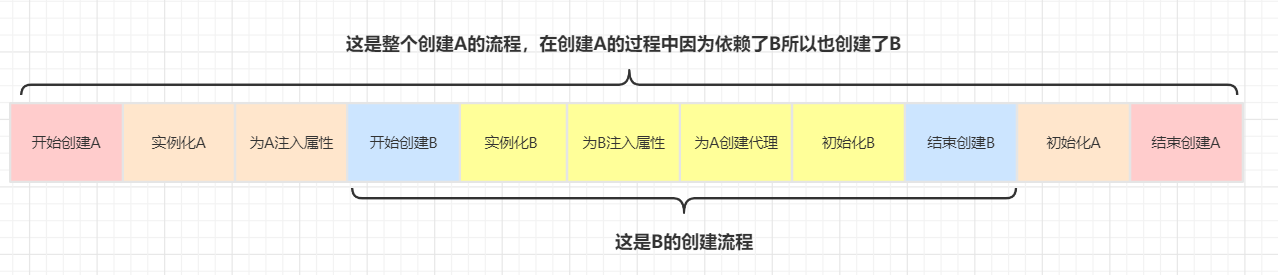 这是整个创建A的流程，在创建A的过程中因为依赖了B所以也创建了B
开始创建A
实例化A
为A注入属性
开始创建B
实例化B
为B注入属性
为A创建代理
初始化B
结束创建B
初始化A
结束创建A
这是B的创建流程